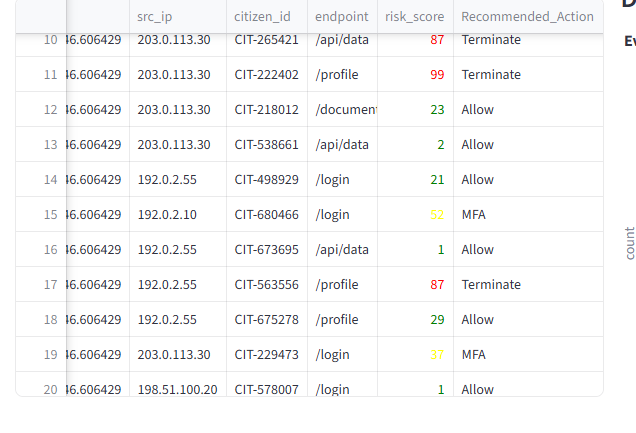 src_ip citizen_id endpoint risk_score Recommended_Action
10 46.606429 203.0.113.30 CIT-265421 /api/data 87 Terminate
11 46.606429 203.0.113.30 CIT-222402 /profile 99 Terminate
12 46.606429 203.0.113.30 CIT-218012 /document 23 Allow
13 46.606429 203.0.113.30 CIT-538661 /api/data 2 Allow
14 46.606429 192.0.2.55 CIT-498929 /login 21 Allow
15 46.606429 192.0.2.10 CIT-680466 /login 52 MFA
16 46.606429 192.0.2.55 CIT-673695 /api/data 1 Allow
17 46.606429 192.0.2.55 CIT-563556 /profile 87 Terminate
18 46.606429 192.0.2.55 CIT-675278 /profile 29 Allow
19 46.606429 203.0.113.30 CIT-229473 /login 37 MFA
20 46.606429 198.51.100.20 CIT-578007 /login 1 Allow
Ev
count